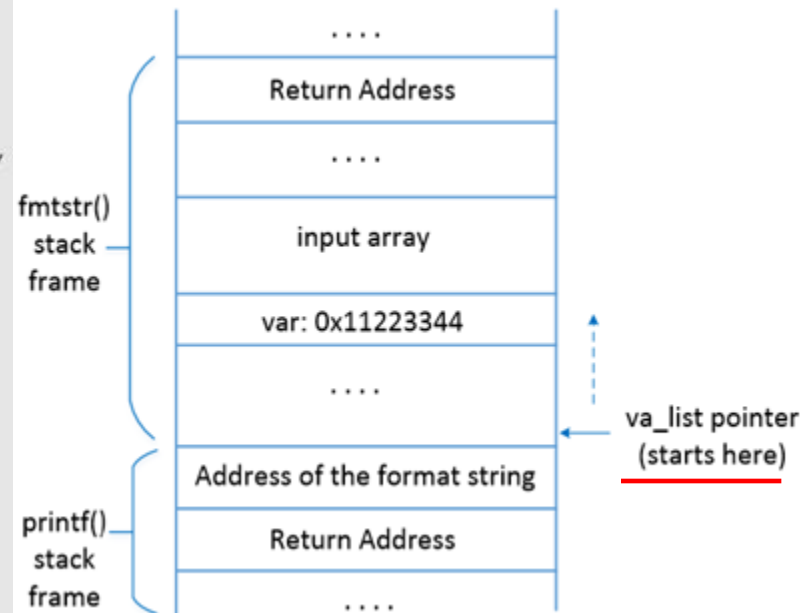 ....
Return Address
....
fmtstr()
stack
frame
input array
var: 0x11223344
....
va_list pointer
(starts here)
Address of the format string
printf()
stack
frame
Return Address
....